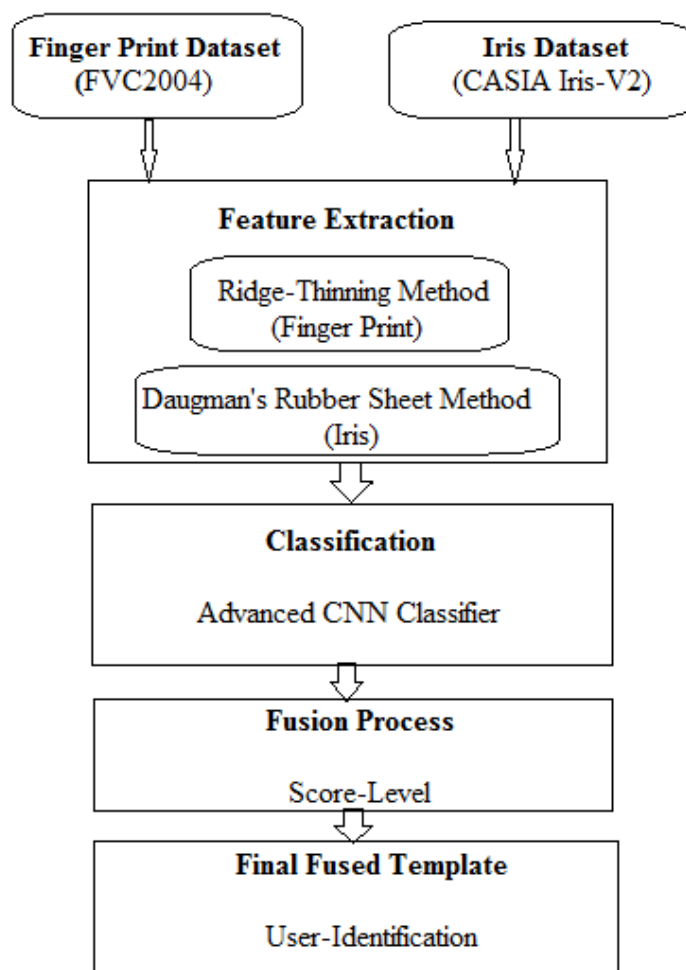 Finger Print Dataset
(FVC2004)
Iris Dataset
(CASIA Iris-V2)
Feature Extraction
Ridge-Thinning Method
(Finger Print)
Daugman's Rubber Sheet Method
(Iris)
Classification
Advanced CNN Classifier
Fusion Process
Score-Level
Final Fused Template
User-Identification